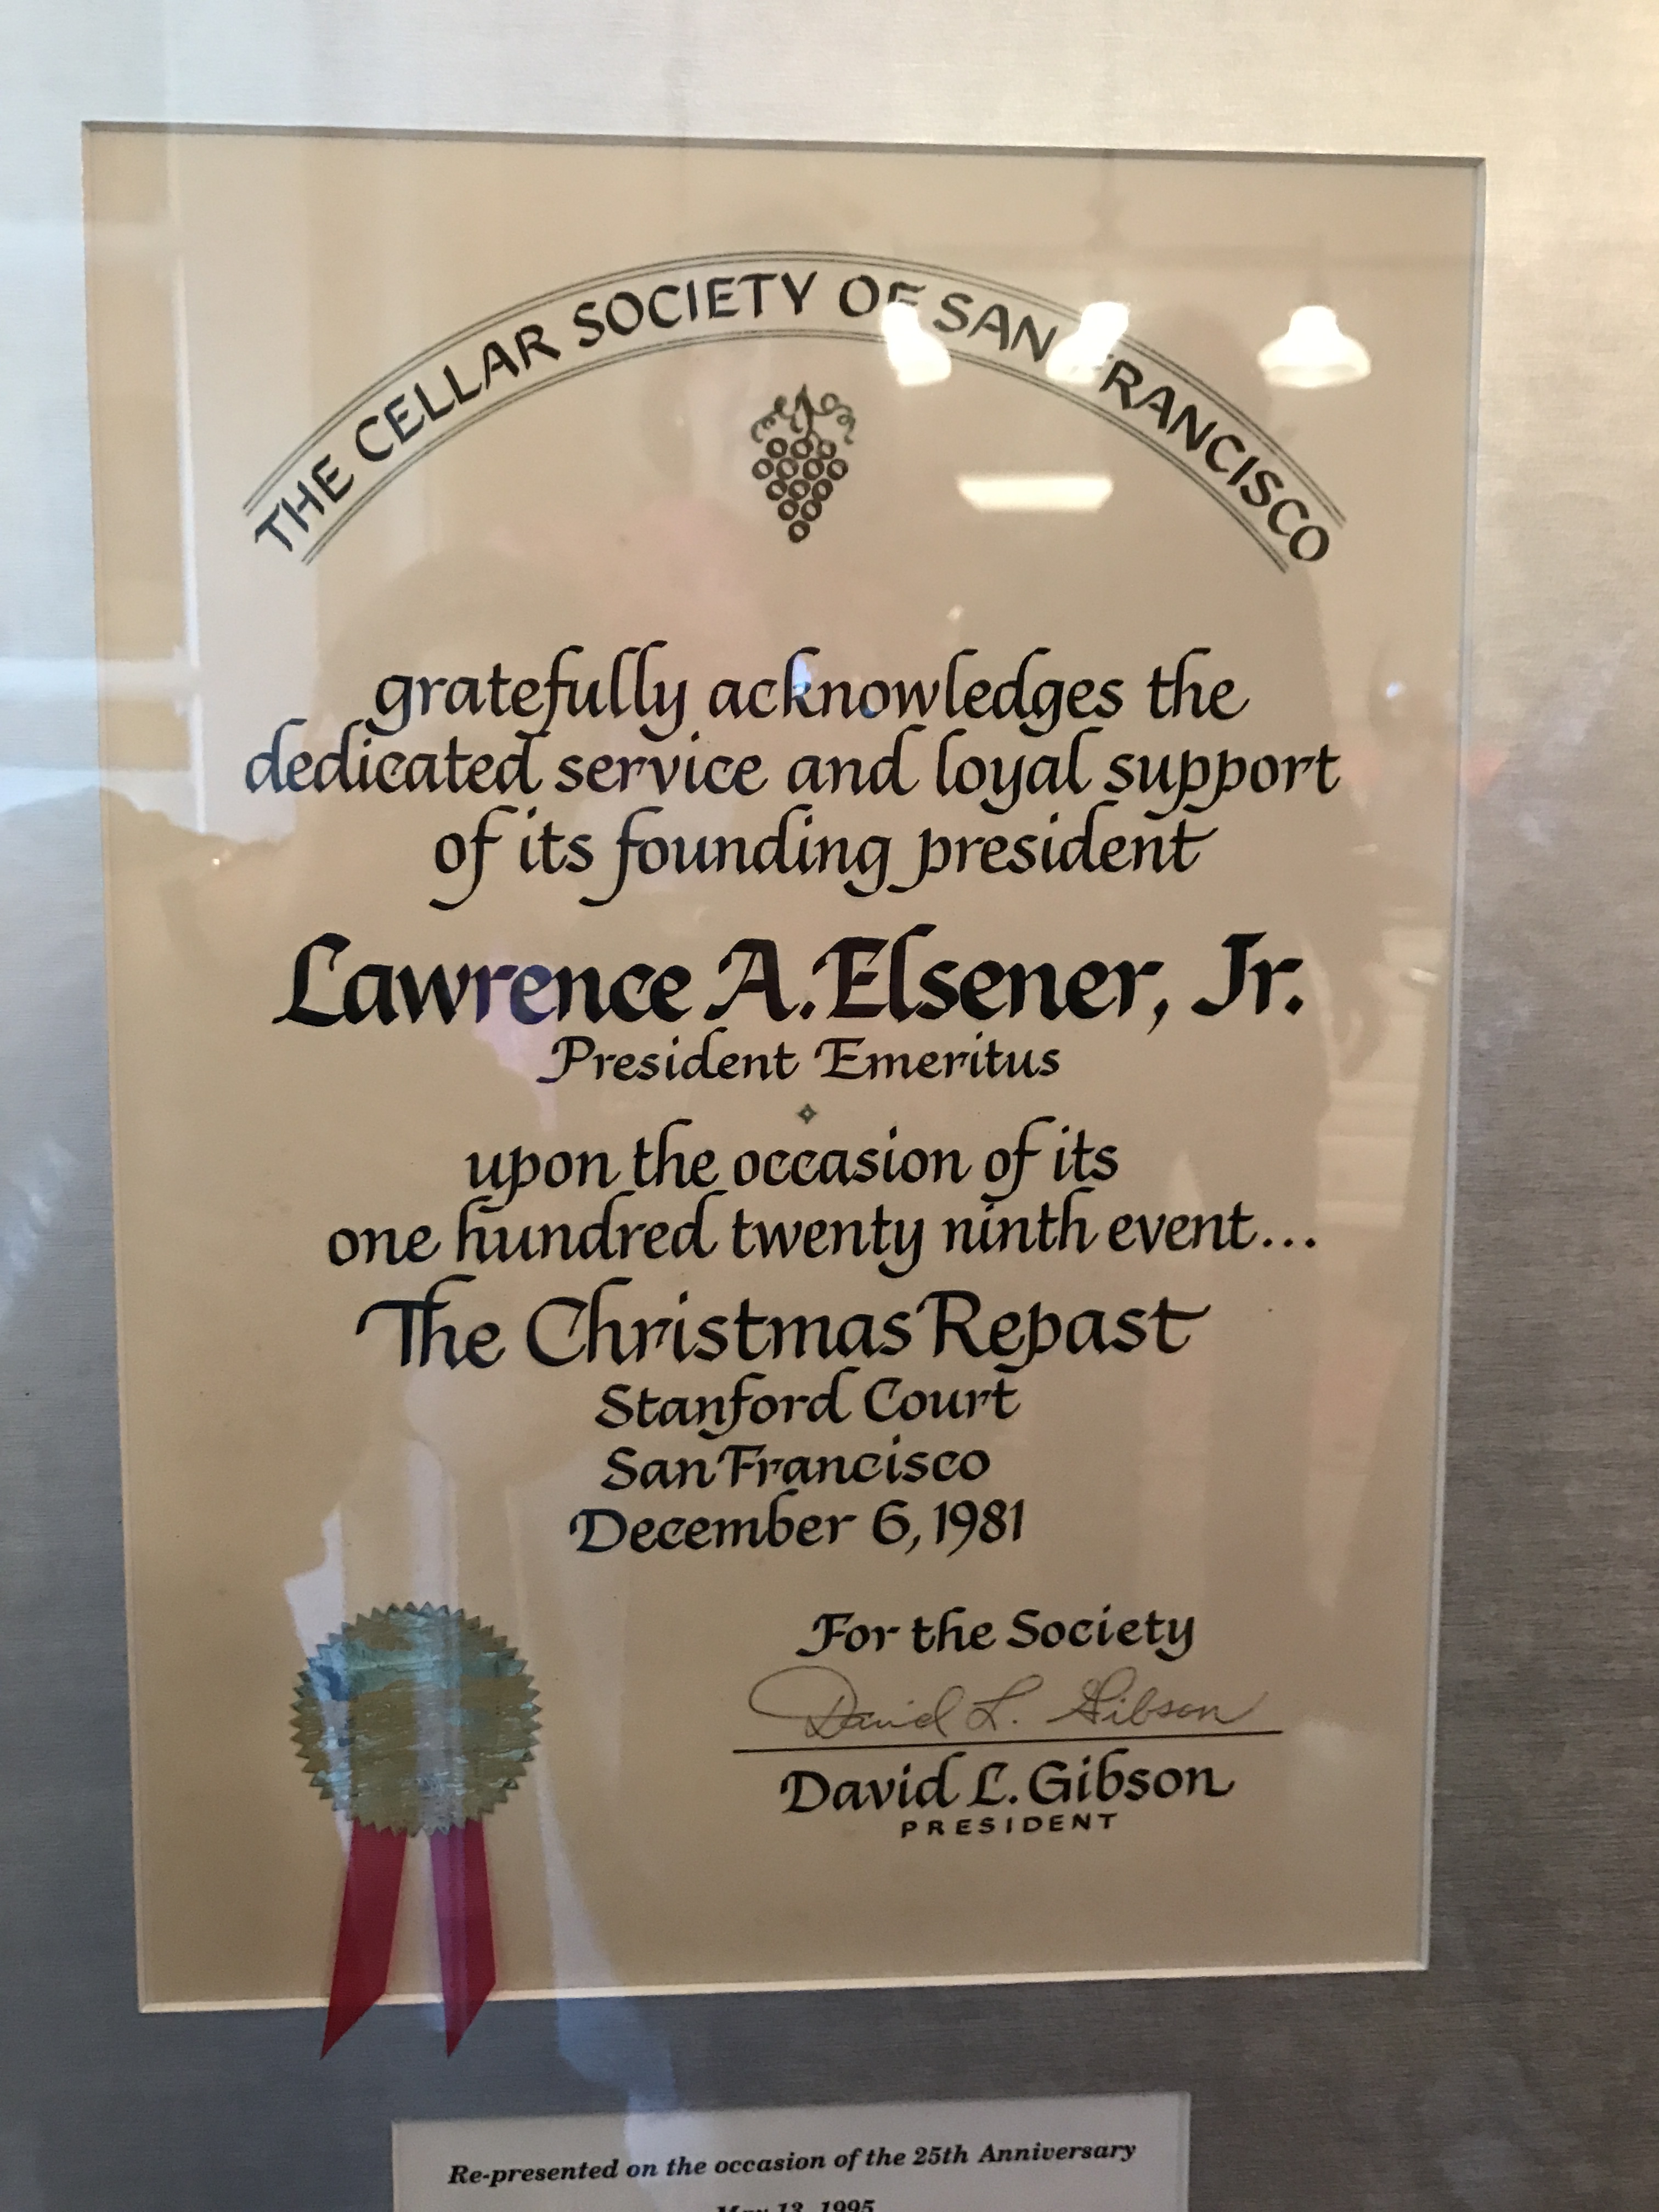 THE CELLAR SOCIETY OF SAN FRANCISCO
gratefully acknowledges the
dedicated service and loyal support
of its founding president
Lawrence A. Elsener, Jr.
President Emeritus
upon the occasion of its
one hundred twenty ninth event...
The Christmas Repast
Stanford Court
San Francisco
December 6, 1981
For the Society
David L. Gibson
David L. Gibson
PRESIDENT
Re-presented on the occasion of the 25th Anniversary
May 13, 1995